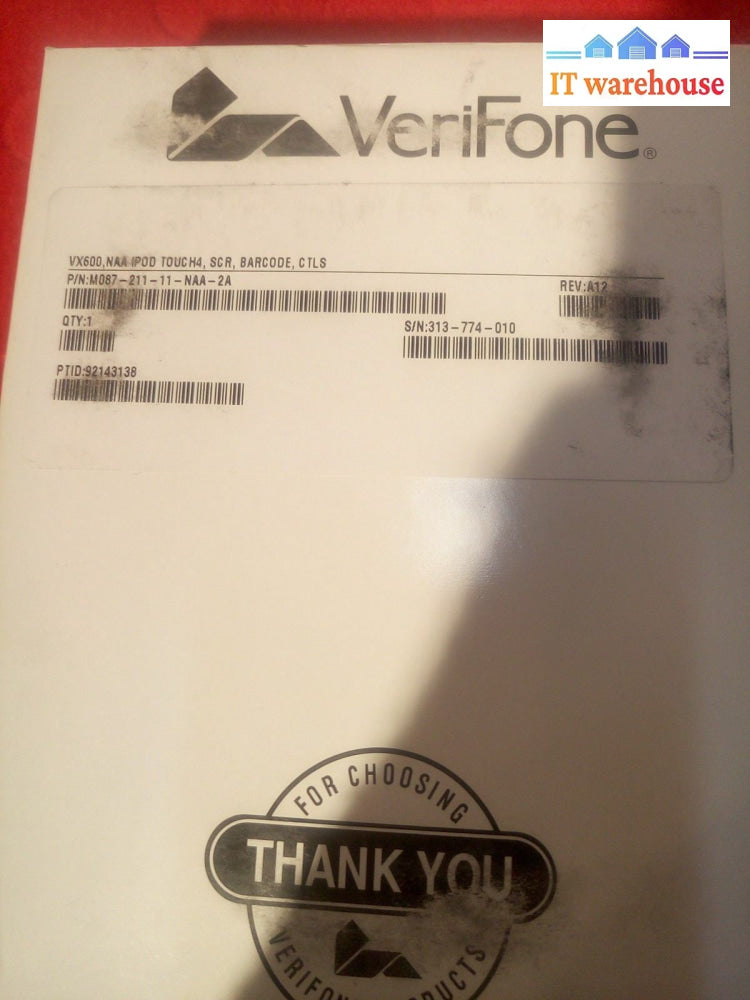 IT warehouse
VeriFone®
VX600,NAA IPOD TOUCH4, SCR, BARCODE, CTLS
P/N:M087-211-11-NAA-2A
REV:A12
QTY:1
S/N:313-774-010
PTID:92143138
FOR CHOOSING
THANK YOU